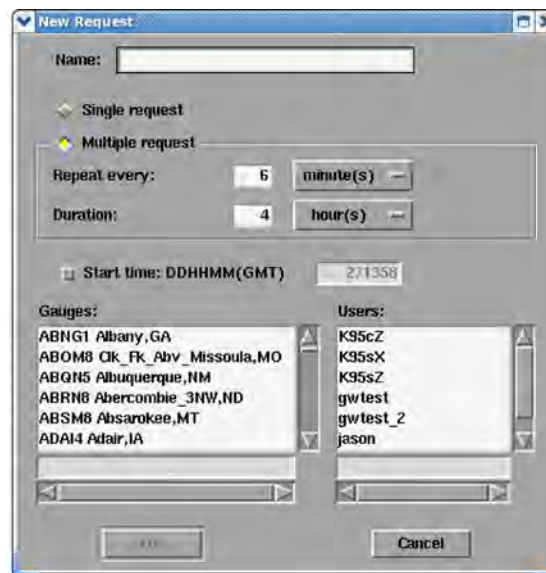 New Request
Name:
Single request
Multiple request
Repeat every: 6 minute(s)
Duration: 4 hour(s)
Start time: DDHHMM(GMT) 271358
Gauges: Users:
ABNG1 Albany,GA
ABOM8 Clk_Fk_Abv_Missoula,MO
ABQN5 Albuquerque,NM
ABRN8 Abercombie_3NW,ND
ABSM8 Absarokee,MT
ADAI4 Adair,IA
K95cZ
K95sX
K95sZ
gwtest
gwtest_2
jason
Cancel